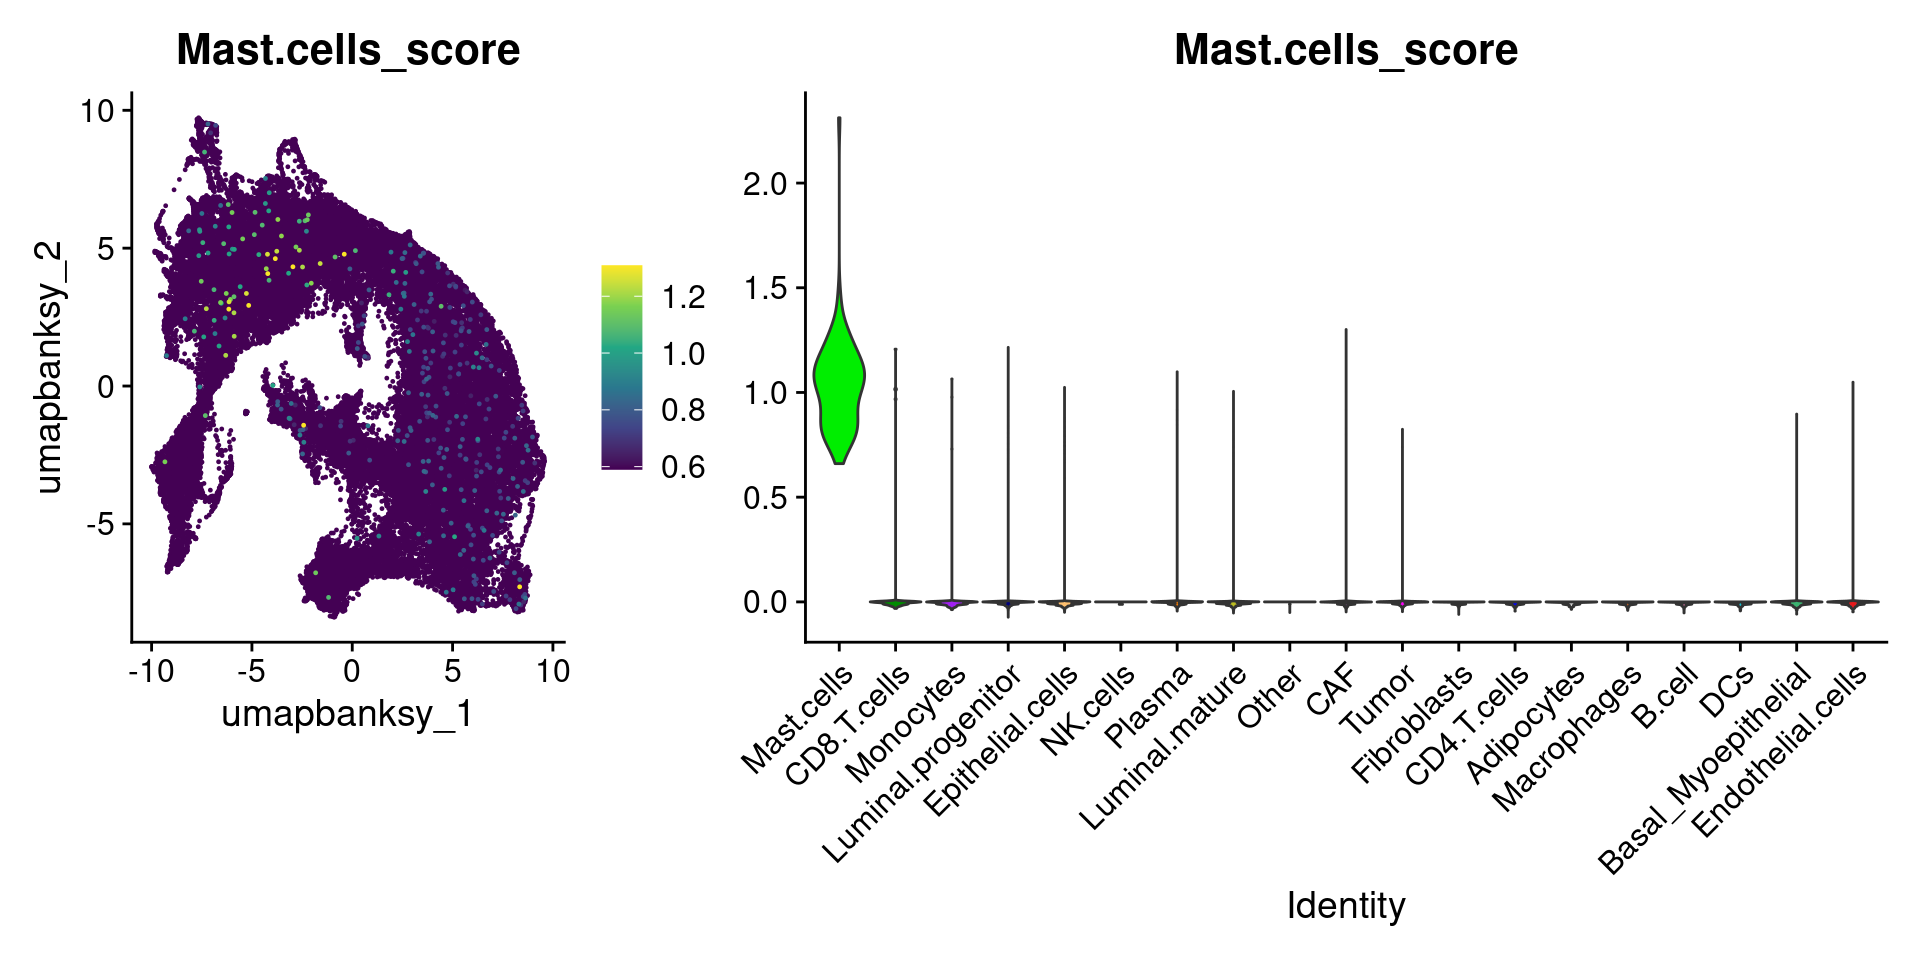 Mast.cells_score
10
5
0
-5
umapbanksy_2
-10
-5
0
5
10
umapbanksy_1
1.2
1.0
0.8
0.6
Mast.cells_score
2.0
1.5
1.0
0.5
0.0
Mast.cells
CD8.T.cells
Monocytes
Luminal.progenitor
Epithelial.cells
NK.cells
Plasma
Luminal.mature
Other
CAF
Tumor
Fibroblasts
CD4.T.cells
Adipocytes
Macrophages
B.cell
DCs
Basal_Myoepithelial
Endothelial.cells
Identity